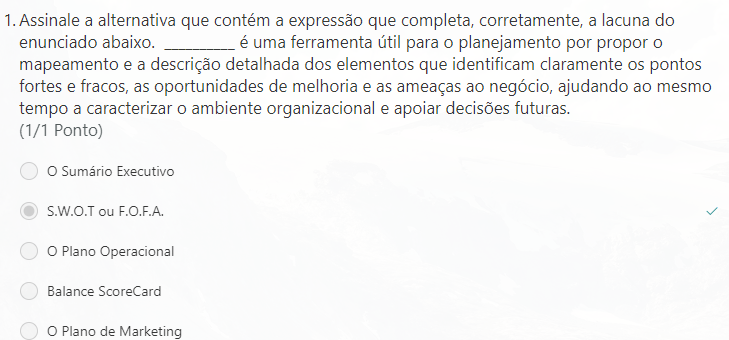 1. Assinale a alternativa que contém a expressão que completa, corretamente, a lacuna do
enunciado abaixo. __________ é uma ferramenta útil para o planejamento por propor o
mapeamento e a descrição detalhada dos elementos que identificam claramente os pontos
fortes e fracos, as oportunidades de melhoria e as ameaças ao negócio, ajudando ao mesmo
tempo a caracterizar o ambiente organizacional e apoiar decisões futuras.
(1/1 Ponto)
O Sumário Executivo
S.W.O.T ou F.O.F.A.
O Plano Operacional
Balance ScoreCard
O Plano de Marketing